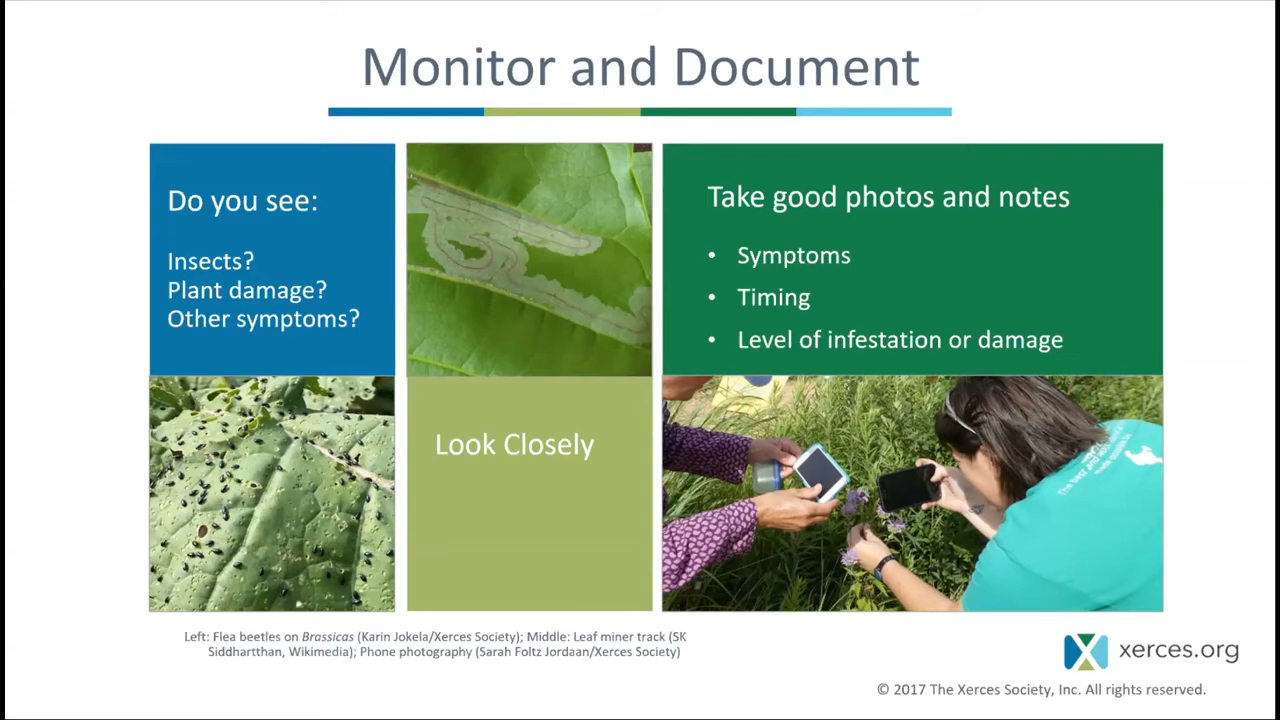 Monitor and Document
Do you see:
Insects?
Plant damage?
Other symptoms?
Take good photos and notes
• Symptoms
• Timing
• Level of infestation or damage
Look Closely
Left: Flea beetles on Brassicas (Karin Jokela/Xerces Society); Middle: Leaf miner track (SK
Siddhartthan, Wikimedia); Phone photography (Sarah Foltz Jordaan/Xerces Society)
xerces.org
© 2017 The Xerces Society, Inc. All rights reserved.